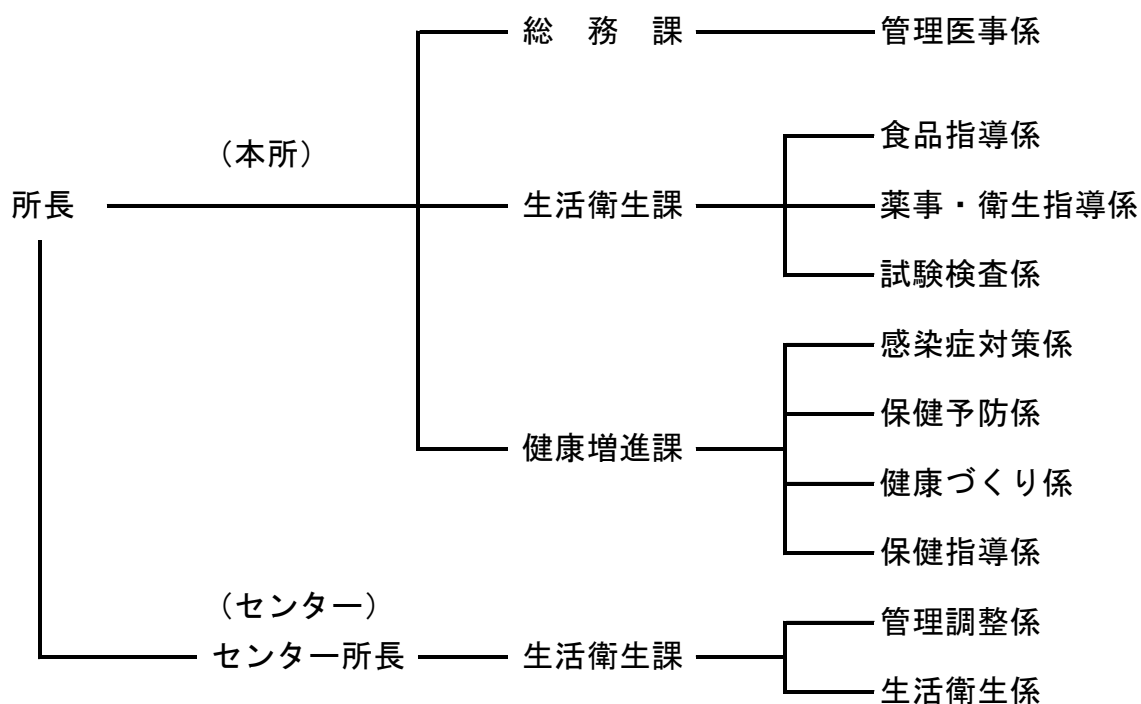 総　務　課
管理医事係
(本所)
食品指導係
所長
生活衛生課
薬事・衛生指導係
試験検査係
感染症対策係
保健予防係
健康増進課
健康づくり係
保健指導係
(センター)
管理調整係
センター所長
生活衛生課
生活衛生係